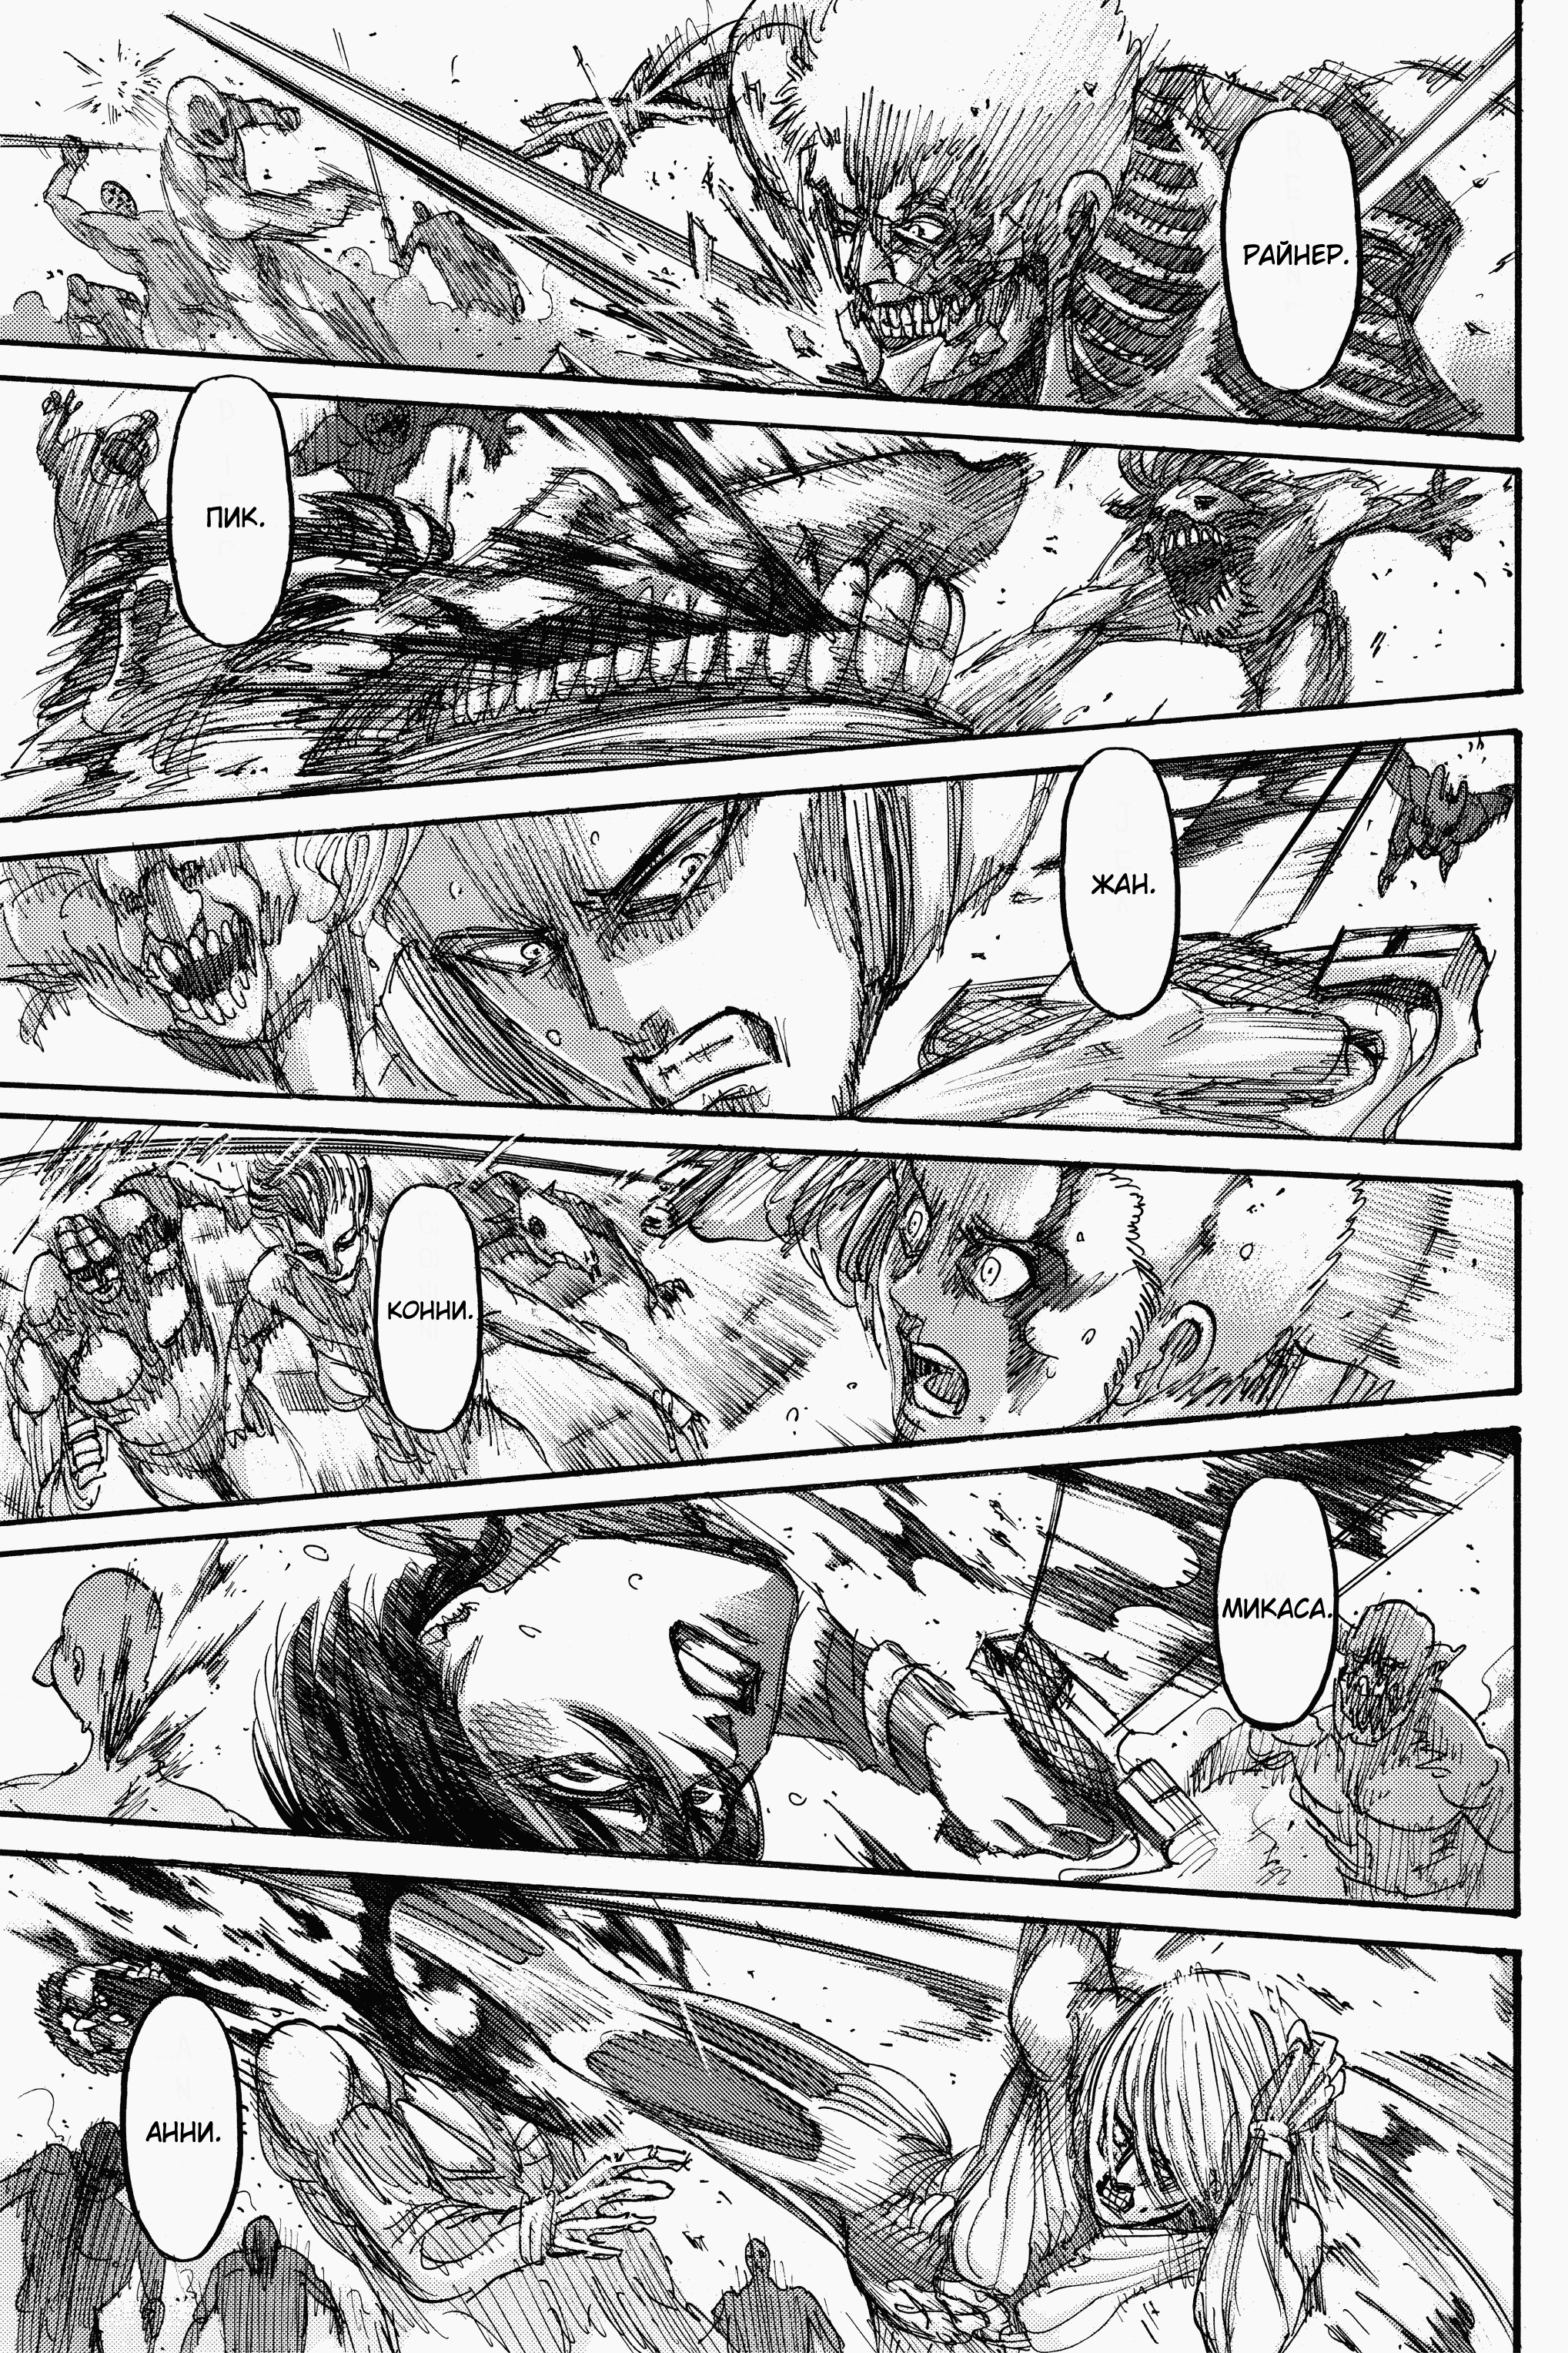 РАЙНЕР.
ПИК.
ЖАН.
КОННИ.
МИКАСА.
АННИ.